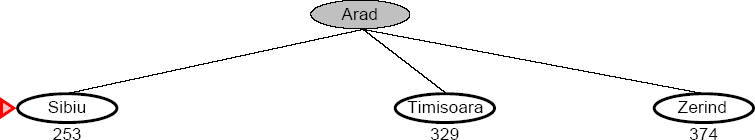 Arad
Sibiu
Timisoara
Zerind
253
329
374